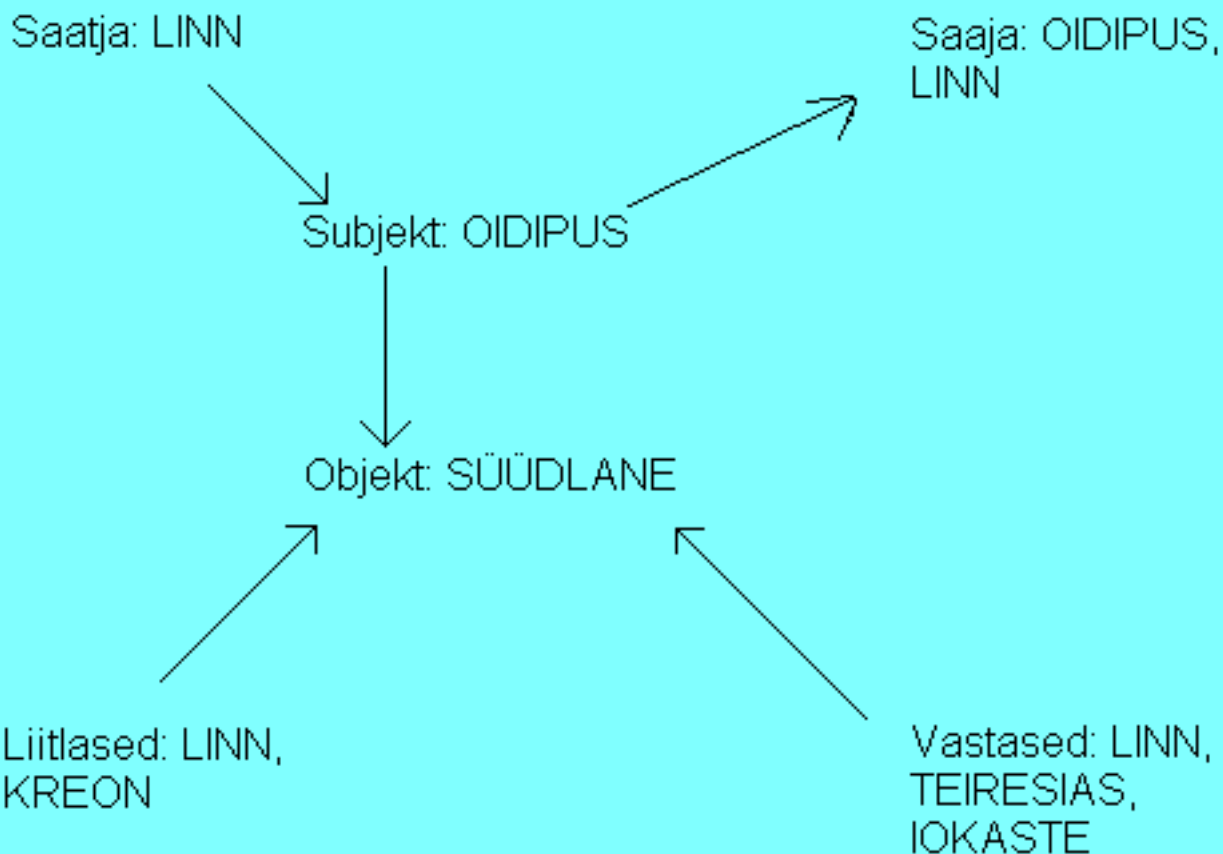 Saatja: LINN
Saaja: OIDIPUS,
LINN
Subjekt: OIDIPUS
Objekt: SÜÜDLANE
Liitlased: LINN,
KREON
Vastased: LINN,
TEIRESIAS,
IOKASTE